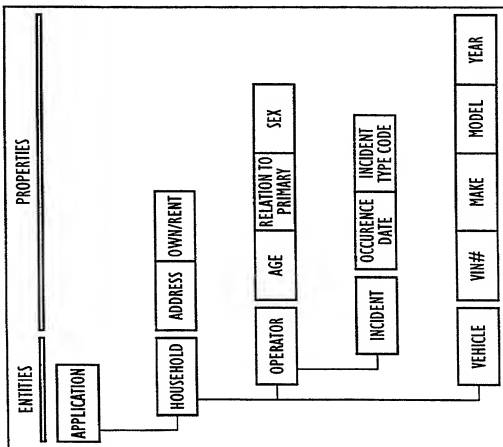 ENTITIES
PROPERTIES
APPLICATION
HOUSEHOLD
ADDRESS
OWN/RENT
OPERATOR
AGE
RELATION TO
PRIMARY
SEX
INCIDENT
OCCURENCE
DATE
INCIDENT
TYPE CODE
VEHICLE
VIN#
MAKE
MODEL
YEAR